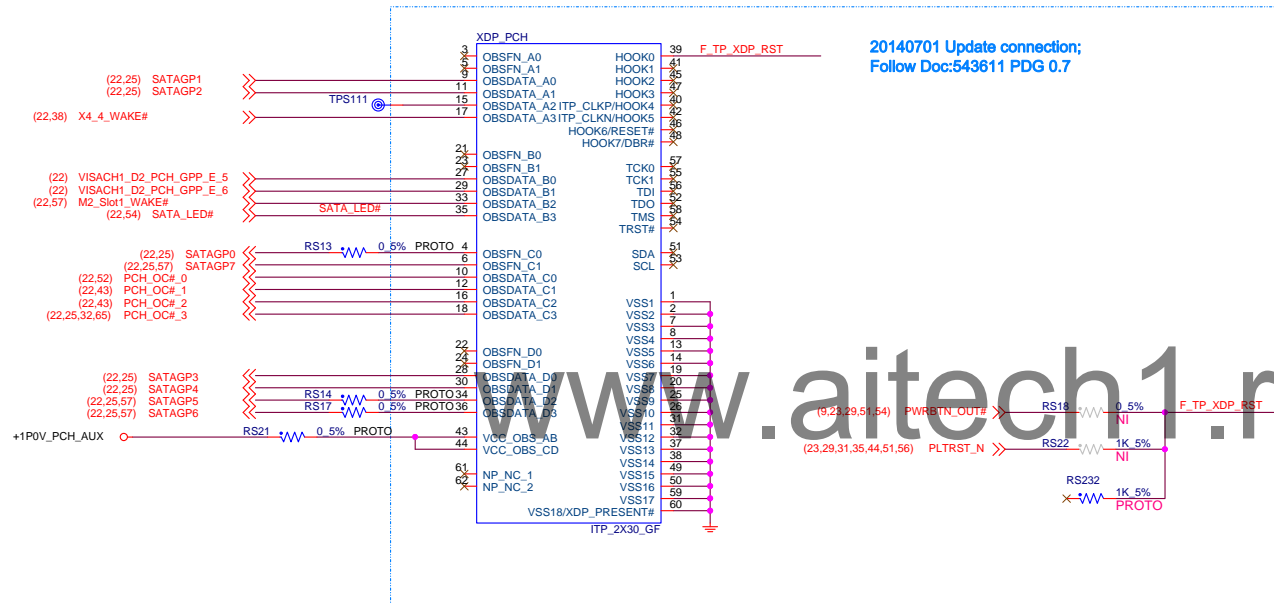 XDP_PCH
20140701 Update connection;
Follow Doc:543611 PDG 0.7
3 OBSFN_A0 HOOK0 39 F_TP_XDP_RST
5 OBSFN_A1 HOOK1 41
(22,25) SATAGP1 9 OBSDATA_A0 HOOK2 45
(22,25) SATAGP2 11 OBSDATA_A1 HOOK3 47
TPS111 15 OBSDATA_A2 ITP_CLKP/HOOK4 40
(22,38) X4_4_WAKE# 17 OBSDATA_A3 ITP_CLKN/HOOK5 42
HOOK6/RESET# 46
HOOK7/DBR# 48
21 OBSFN_B0
23 OBSFN_B1 TCK0 57
(22) VISACH1_D2_PCH_GPP_E_5 27 OBSDATA_B0 TCK1 55
(22) VISACH1_D2_PCH_GPP_E_6 29 OBSDATA_B1 TDI 56
(22,57) M2_Slot1_WAKE# 33 OBSDATA_B2 TDO 52
(22,54) SATA_LED# SATA_LED# 35 OBSDATA_B3 TMS 58
TRST# 54
(22,25) SATAGP0 RS13 0_5% PROTO 4 OBSFN_C0 SDA 51
(22,25,57) SATAGP7 6 OBSFN_C1 SCL 53
(22,52) PCH_OC#_0 10 OBSDATA_C0
(22,43) PCH_OC#_1 12 OBSDATA_C1
(22,43) PCH_OC#_2 16 OBSDATA_C2 VSS1 1
(22,25,32,65) PCH_OC#_3 18 OBSDATA_C3 VSS2 2
VSS3 7
VSS4 8
22 OBSFN_D0 VSS5 13
24 OBSFN_D1 VSS6 14
(22,25) SATAGP3 28 OBSDATA_D0 VSS7 19
(22,25) SATAGP4 30 OBSDATA_D1 VSS8 20
(22,25,57) SATAGP5 RS14 0_5% PROTO 34 OBSDATA_D2 VSS9 25
(22,25,57) SATAGP6 RS17 0_5% PROTO 36 OBSDATA_D3 VSS10 26
VSS11 31
+1P0V_PCH_AUX RS21 0_5% PROTO 43 VCC_OBS_AB VSS12 32
44 VCC_OBS_CD VSS13 37
VSS14 38
61 NP_NC_1 VSS15 49
62 NP_NC_2 VSS16 50
VSS17 59
VSS18/XDP_PRESENT# 60
ITP_2X30_GF
www.aitech1.r
(9,23,29,51,54) PWRBTN_OUT# RS18 0_5% F_TP_XDP_RST
NI
(23,29,31,35,44,51,56) PLTRST_N RS22 1K_5%
NI
RS232 1K_5%
PROTO